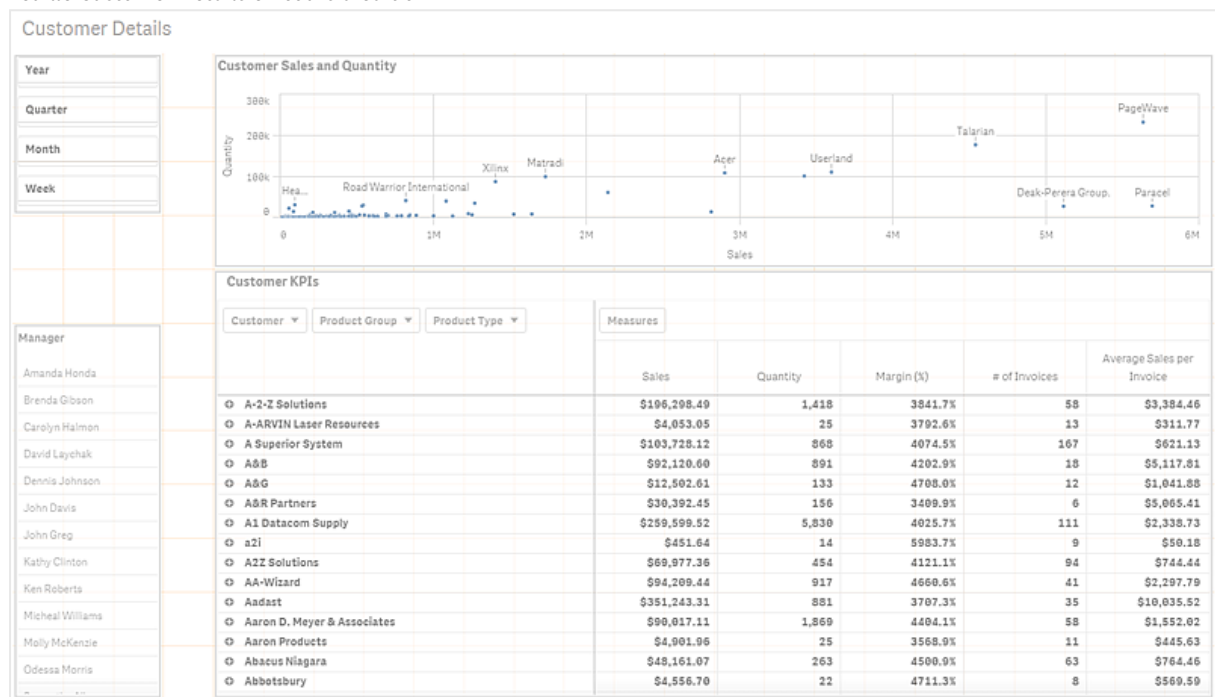 Customer Details
Year
Quarter
Month
Week
Customer Sales and Quantity
300k
200k
100k
0
Quantity
PageWave
Talarian
Acer
Userland
Xilinx
Matradi
Hea...
Road Warrior International
Deak-Perera Group.
Paracel
0 1M 2M 3M 4M 5M 6M
Sales
Manager
Amanda Honda
Brenda Gibson
Carolyn Halmon
David Laychak
Dennis Johnson
John Davis
John Greg
Kathy Clinton
Ken Roberts
Micheal Williams
Molly McKenzie
Odessa Morris
Customer KPIs
Customer Product Group Product Type Measures
Sales Quantity Margin (%) # of Invoices Average Sales per Invoice
A-2-Z Solutions $196,298.49 1,418 3841.7% 58 $3,384.46
A-ARVIN Laser Resources $4,053.05 25 3792.6% 13 $311.77
A Superior System $103,728.12 868 4074.5% 167 $621.13
A&B $92,120.60 891 4202.9% 18 $5,117.81
A&G $12,502.61 133 4708.0% 12 $1,041.88
A&R Partners $30,392.45 156 3409.9% 6 $5,065.41
A1 Datacom Supply $259,599.52 5,830 4025.7% 111 $2,338.73
a2i $451.64 14 5983.7% 9 $50.18
A2Z Solutions $69,977.36 454 4121.1% 94 $744.44
AA-Wizard $94,209.44 917 4660.6% 41 $2,297.79
Aadast $351,243.31 881 3707.3% 35 $10,035.52
Aaron D. Meyer & Associates $90,017.11 1,869 4404.1% 58 $1,552.02
Aaron Products $4,901.96 25 3568.9% 11 $445.63
Abacus Niagara $48,161.07 263 4500.9% 63 $764.46
Abbotsbury $4,556.70 22 4711.3% 8 $569.59